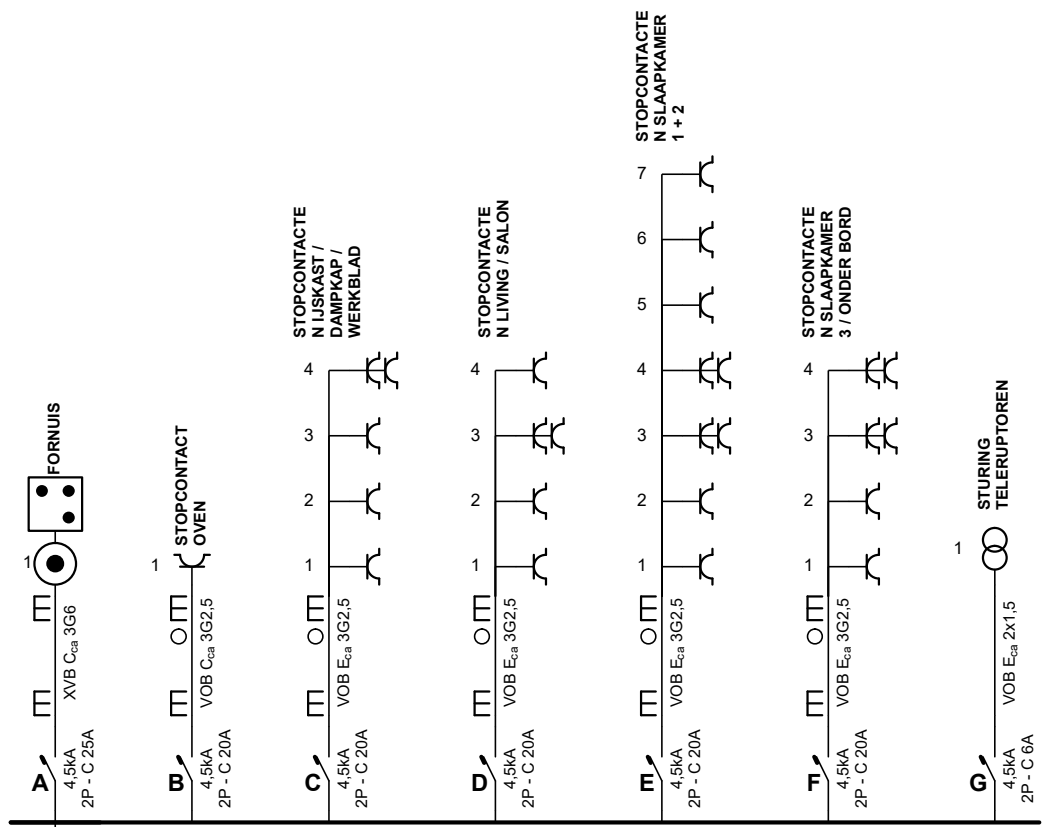 FORNUIS
1
XVB Cca 3G6
A
4,5kA
2P - C 25A
STOPCONTACT
OVEN
1
VOB Cca 3G2,5
B
4,5kA
2P - C 20A
STOPCONTACTE
N IJSKAST /
DAMPKAP /
WERKBLAD
4
3
2
1
VOB Eca 3G2,5
C
4,5kA
2P - C 20A
STOPCONTACTE
N LIVING / SALON
4
3
2
1
VOB Eca 3G2,5
D
4,5kA
2P - C 20A
STOPCONTACTE
N SLAAPKAMER
1 + 2
7
6
5
4
3
2
1
VOB Eca 3G2,5
E
4,5kA
2P - C 20A
STOPCONTACTE
N SLAAPKAMER
3 / ONDER BORD
4
3
2
1
VOB Eca 3G2,5
F
4,5kA
2P - C 20A
STURING
TELERUPTOREN
1
VOB Eca 2x1,5
G
4,5kA
2P - C 6A